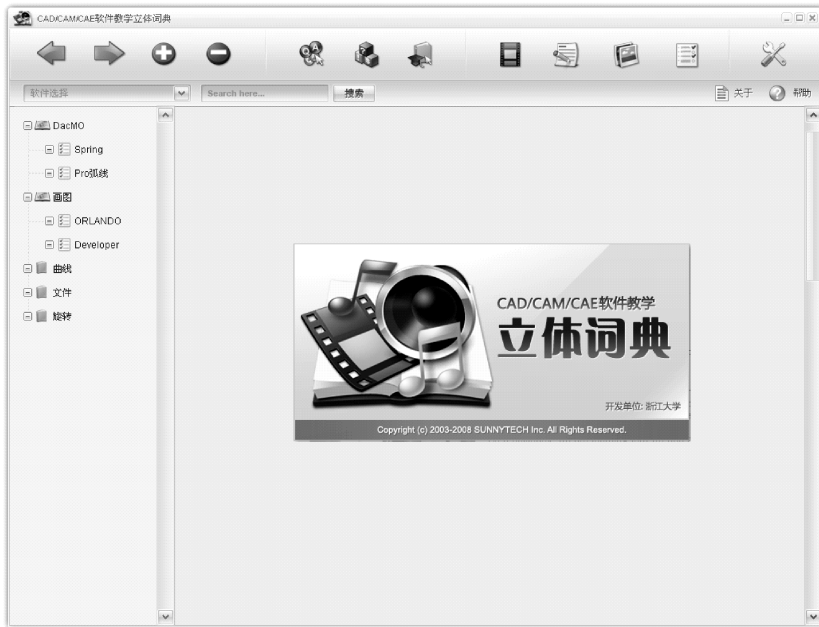 CAD/CAM/CAE软件教学立体词典
软件选择
Search here...
搜索
关于
帮助
DacMO
Spring
Pro弧线
画图
ORLANDO
Developer
曲线
文件
旋转
CAD/CAM/CAE软件教学
立体词典
开发单位: 浙江大学
Copyright (c) 2003-2008 SUNNYTECH Inc. All Rights Reserved.